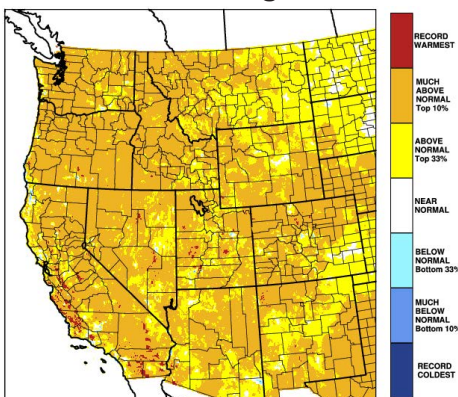 RECORD
WARMEST
MUCH
ABOVE
NORMAL
Top 10%
ABOVE
NORMAL
Top 33%
NEAR
NORMAL
BELOW
NORMAL
Bottom 33%
MUCH
BELOW
NORMAL
Bottom 10%
RECORD
COLDEST